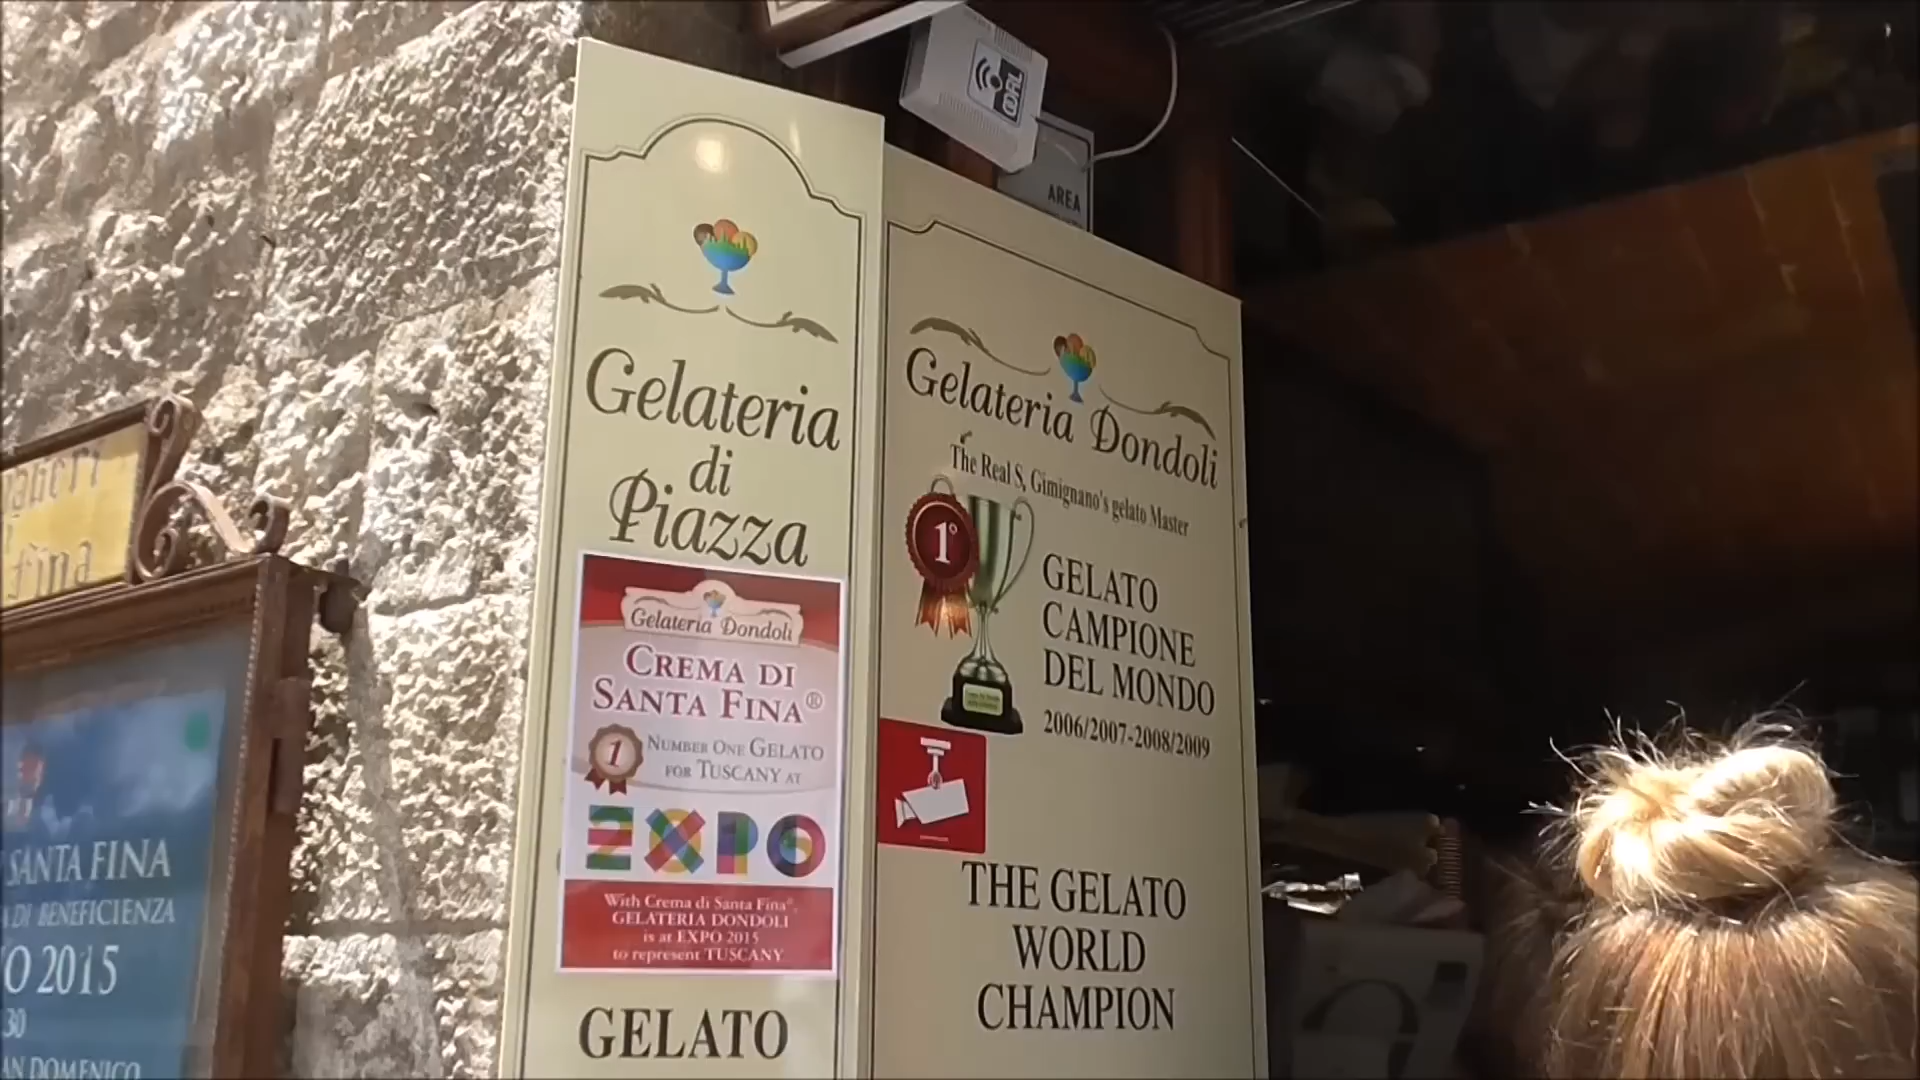 AREA
Gelateria
di
Piazza
Gelateria Dondoli
CREMA DI
SANTA FINA®
1
NUMBER ONE GELATO
FOR TUSCANY AT
EXPO
With Crema di Santa Fina®,
GELATERIA DONDOLI
is at EXPO 2015
to represent TUSCANY
GELATO
Gelateria Dondoli
The Real S. Gimignano's gelato Master
1°
GELATO
CAMPIONE
DEL MONDO
2006/2007-2008/2009
THE GELATO
WORLD
CHAMPION
fina
SANTA FINA
DI BENEFICIENZA
O 2015
30
AN DOMENICO